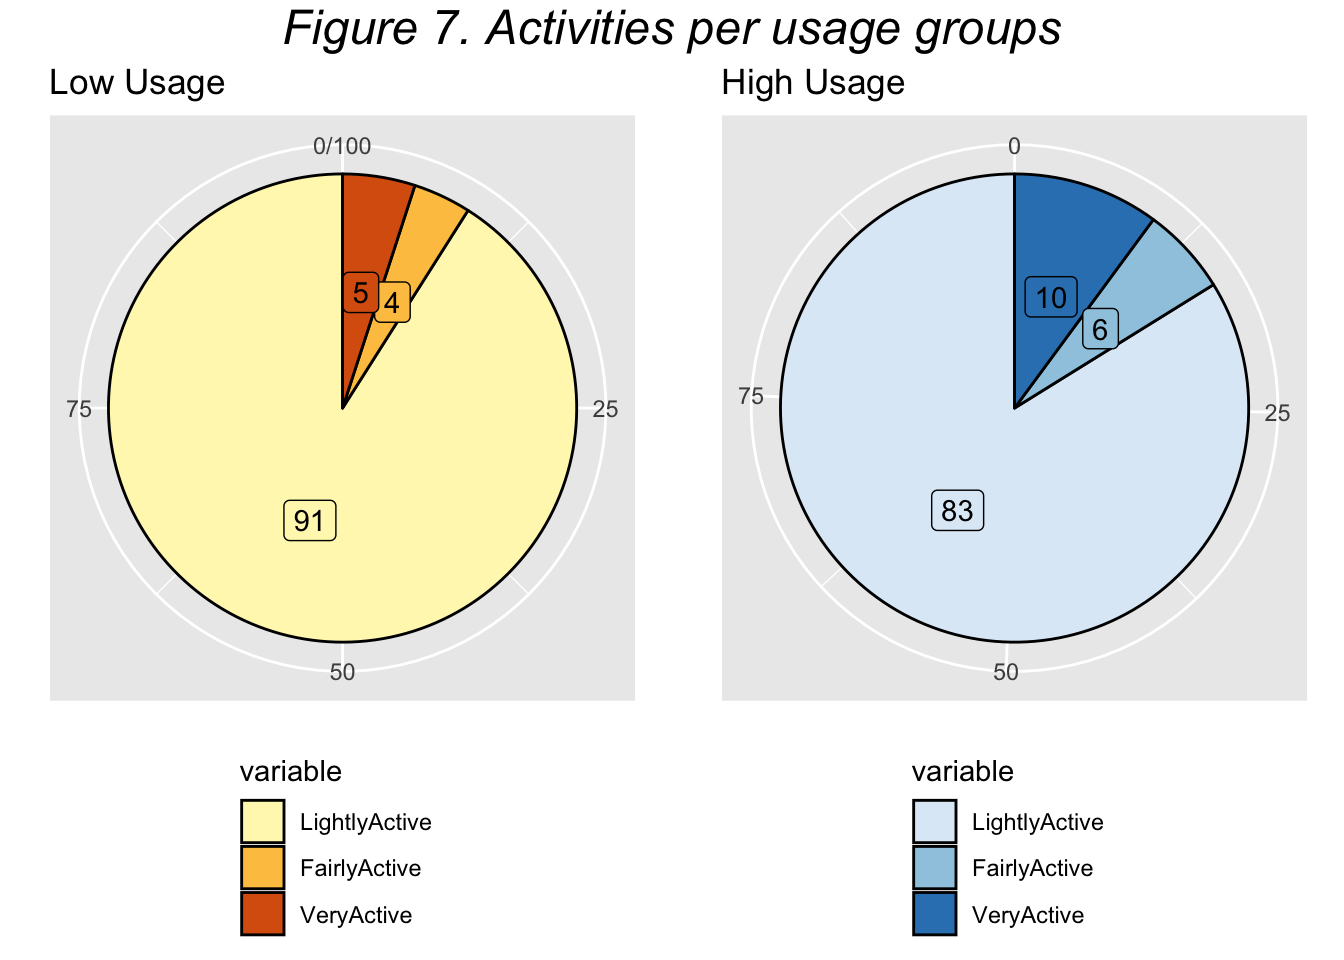 Figure 7. Activities per usage groups
Low Usage
0/100
5
4
75
25
91
50
variable
LightlyActive
FairlyActive
VeryActive
High Usage
0
10
6
75
25
83
50
variable
LightlyActive
FairlyActive
VeryActive